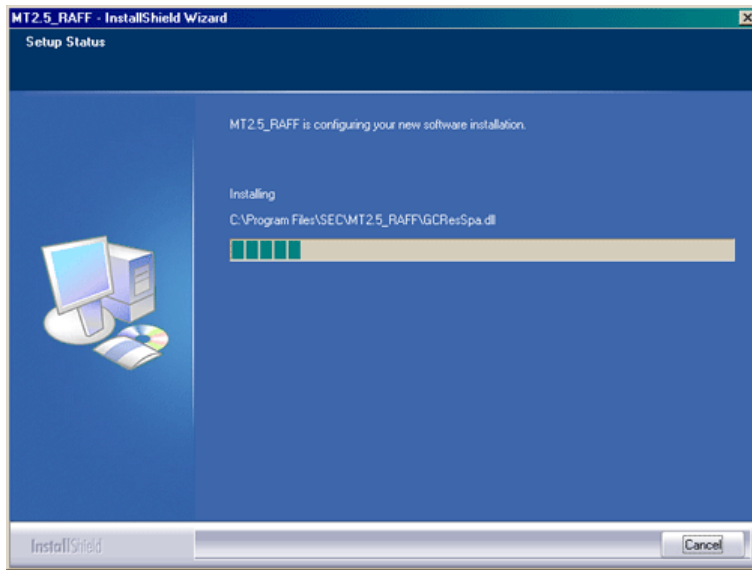 MT2.5_RAFF - InstallShield Wizard
Setup Status
MT2.5_RAFF is configuring your new software installation.
Installing
C:\Program Files\SEC\MT2.5_RAFF\GCResSpa.dll
InstallShield
Cancel